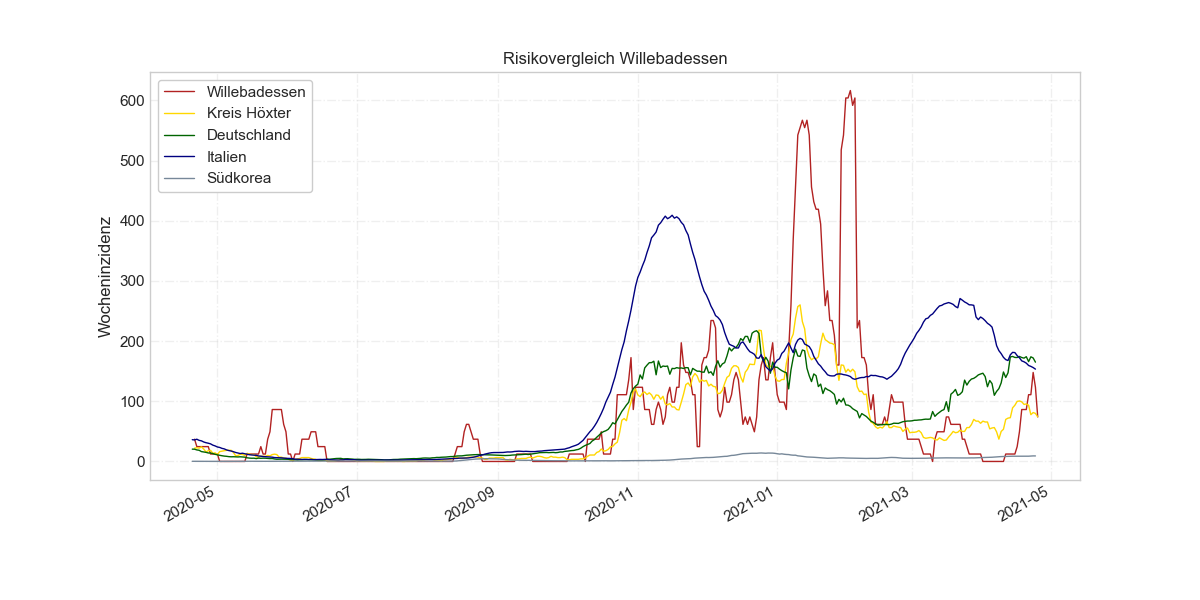 Risikovergleich Willebadessen
Willebadessen
Kreis Höxter
Deutschland
Italien
Südkorea
Wocheninzidenz
600
500
400
300
200
100
0
2020-05
2020-07
2020-09
2020-11
2021-01
2021-03
2021-05